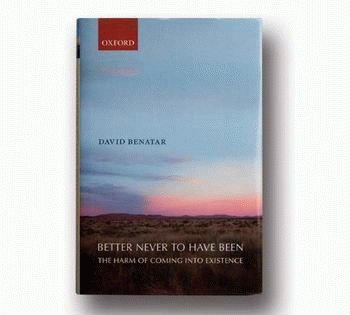 OXFORD
DAVID BENATAR
BETTER NEVER TO HAVE BEEN
THE HARM OF COMING INTO EXISTENCE